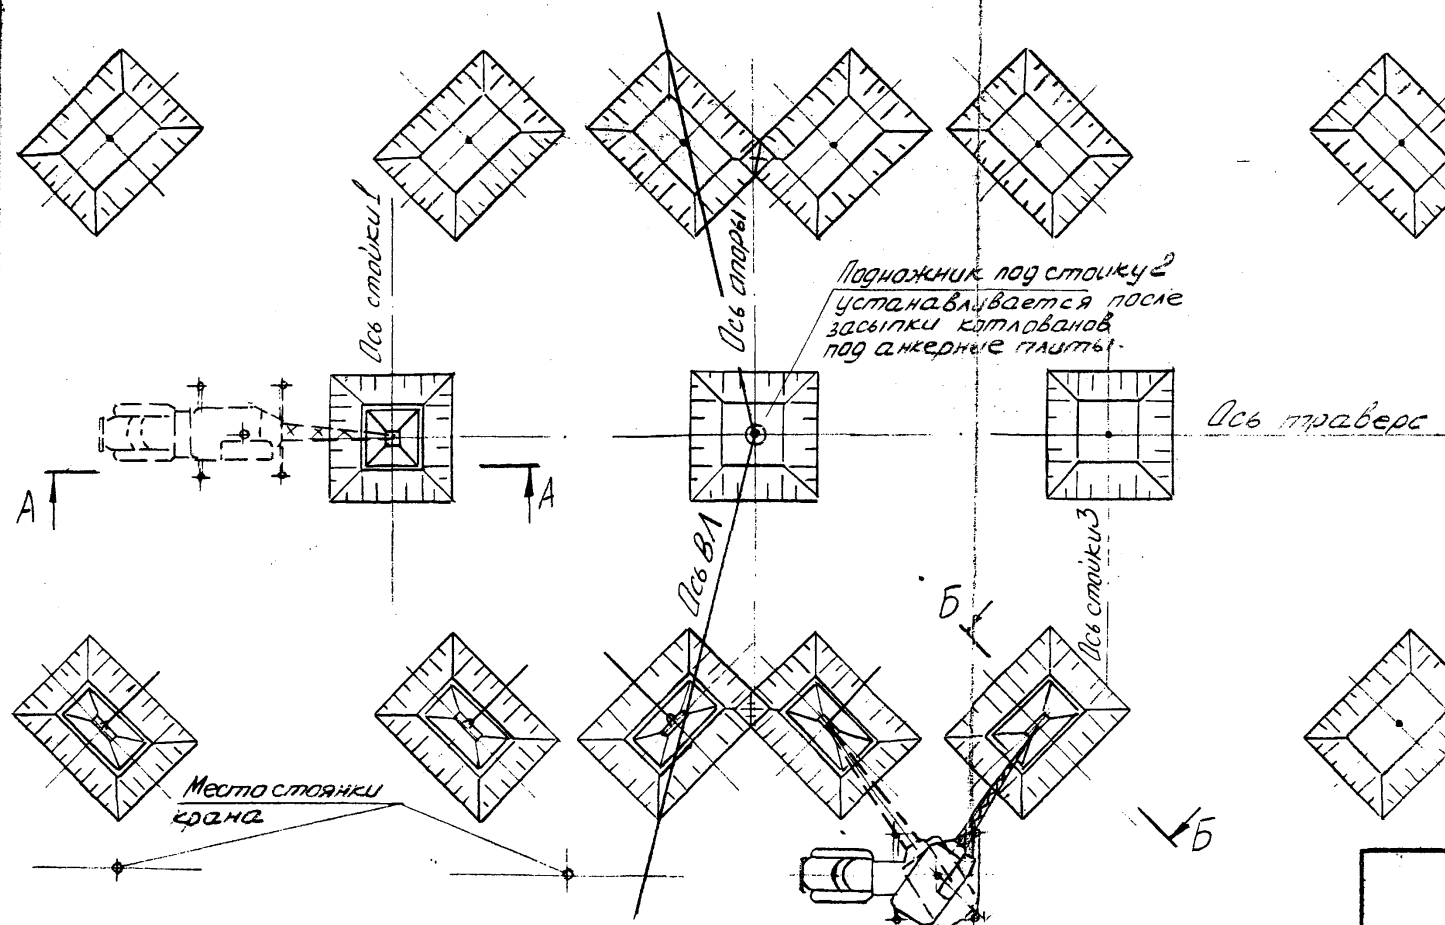 Ось стойки 1
Ось опоры
Подножник под стойку 2
устанавливается после
засыпки котлованов
под анкерные плиты.
Ось траверс
А
А
Ось ВЛ
Б
Ось стойки 3
Место стоянки
крана
Б